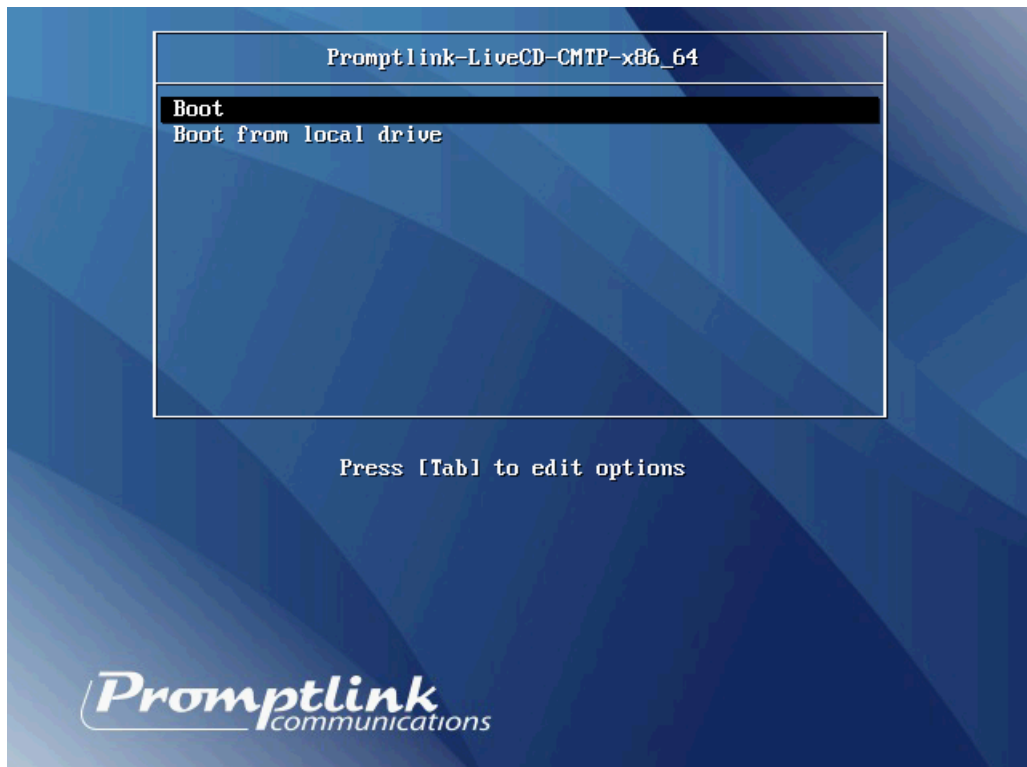 Promptlink-LiveCD-CMTP-x86_64
Boot
Boot from local drive
Press [Tab] to edit options
Promptlink
communications